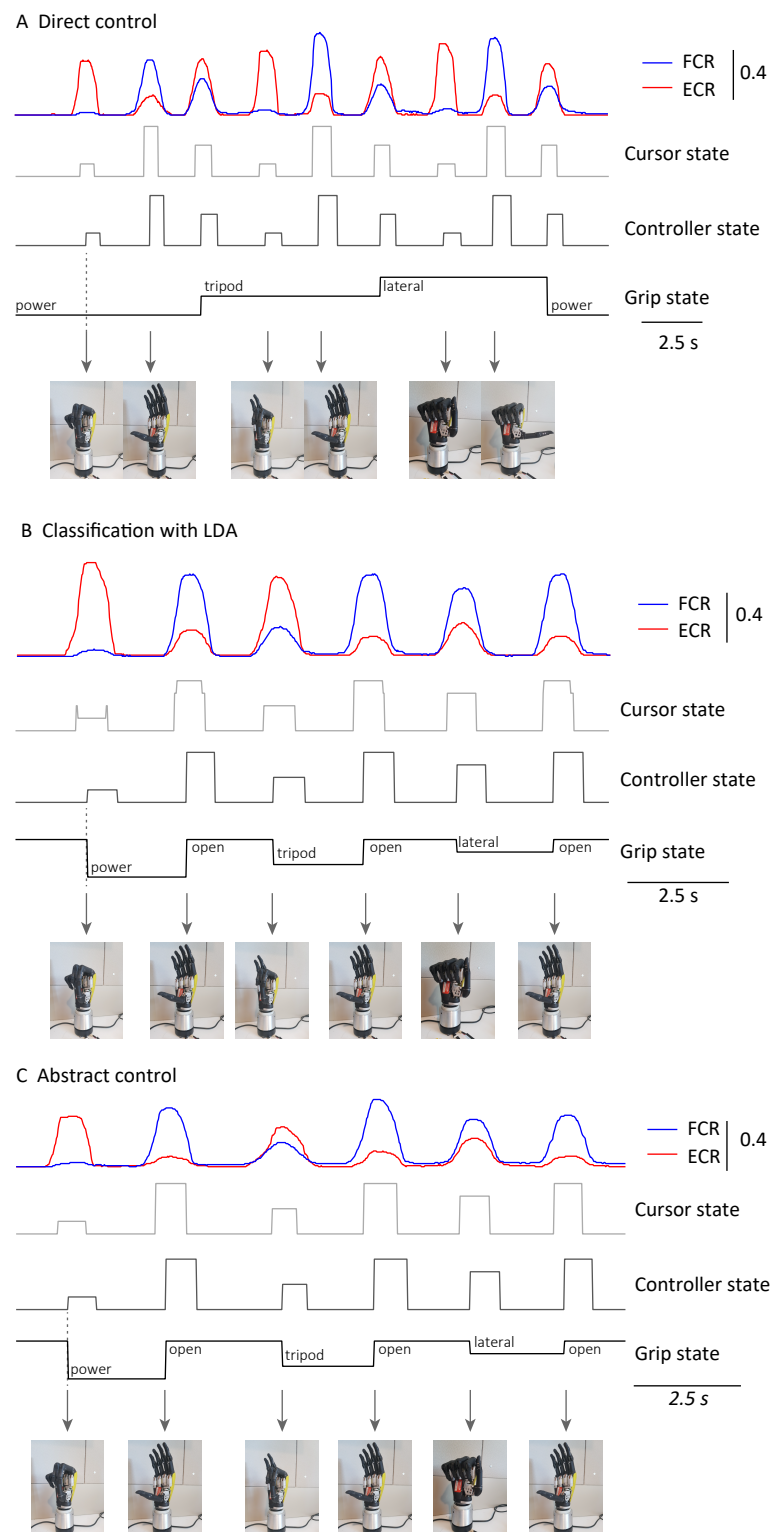 A Direct control
FCR
ECR
0.4
Cursor state
Controller state
power
tripod
lateral
power
Grip state
2.5 s
B Classification with LDA
FCR
ECR
0.4
Cursor state
Controller state
power
open
tripod
open
lateral
open
Grip state
2.5 s
C Abstract control
FCR
ECR
0.4
Cursor state
Controller state
power
open
tripod
open
lateral
open
Grip state
2.5 s